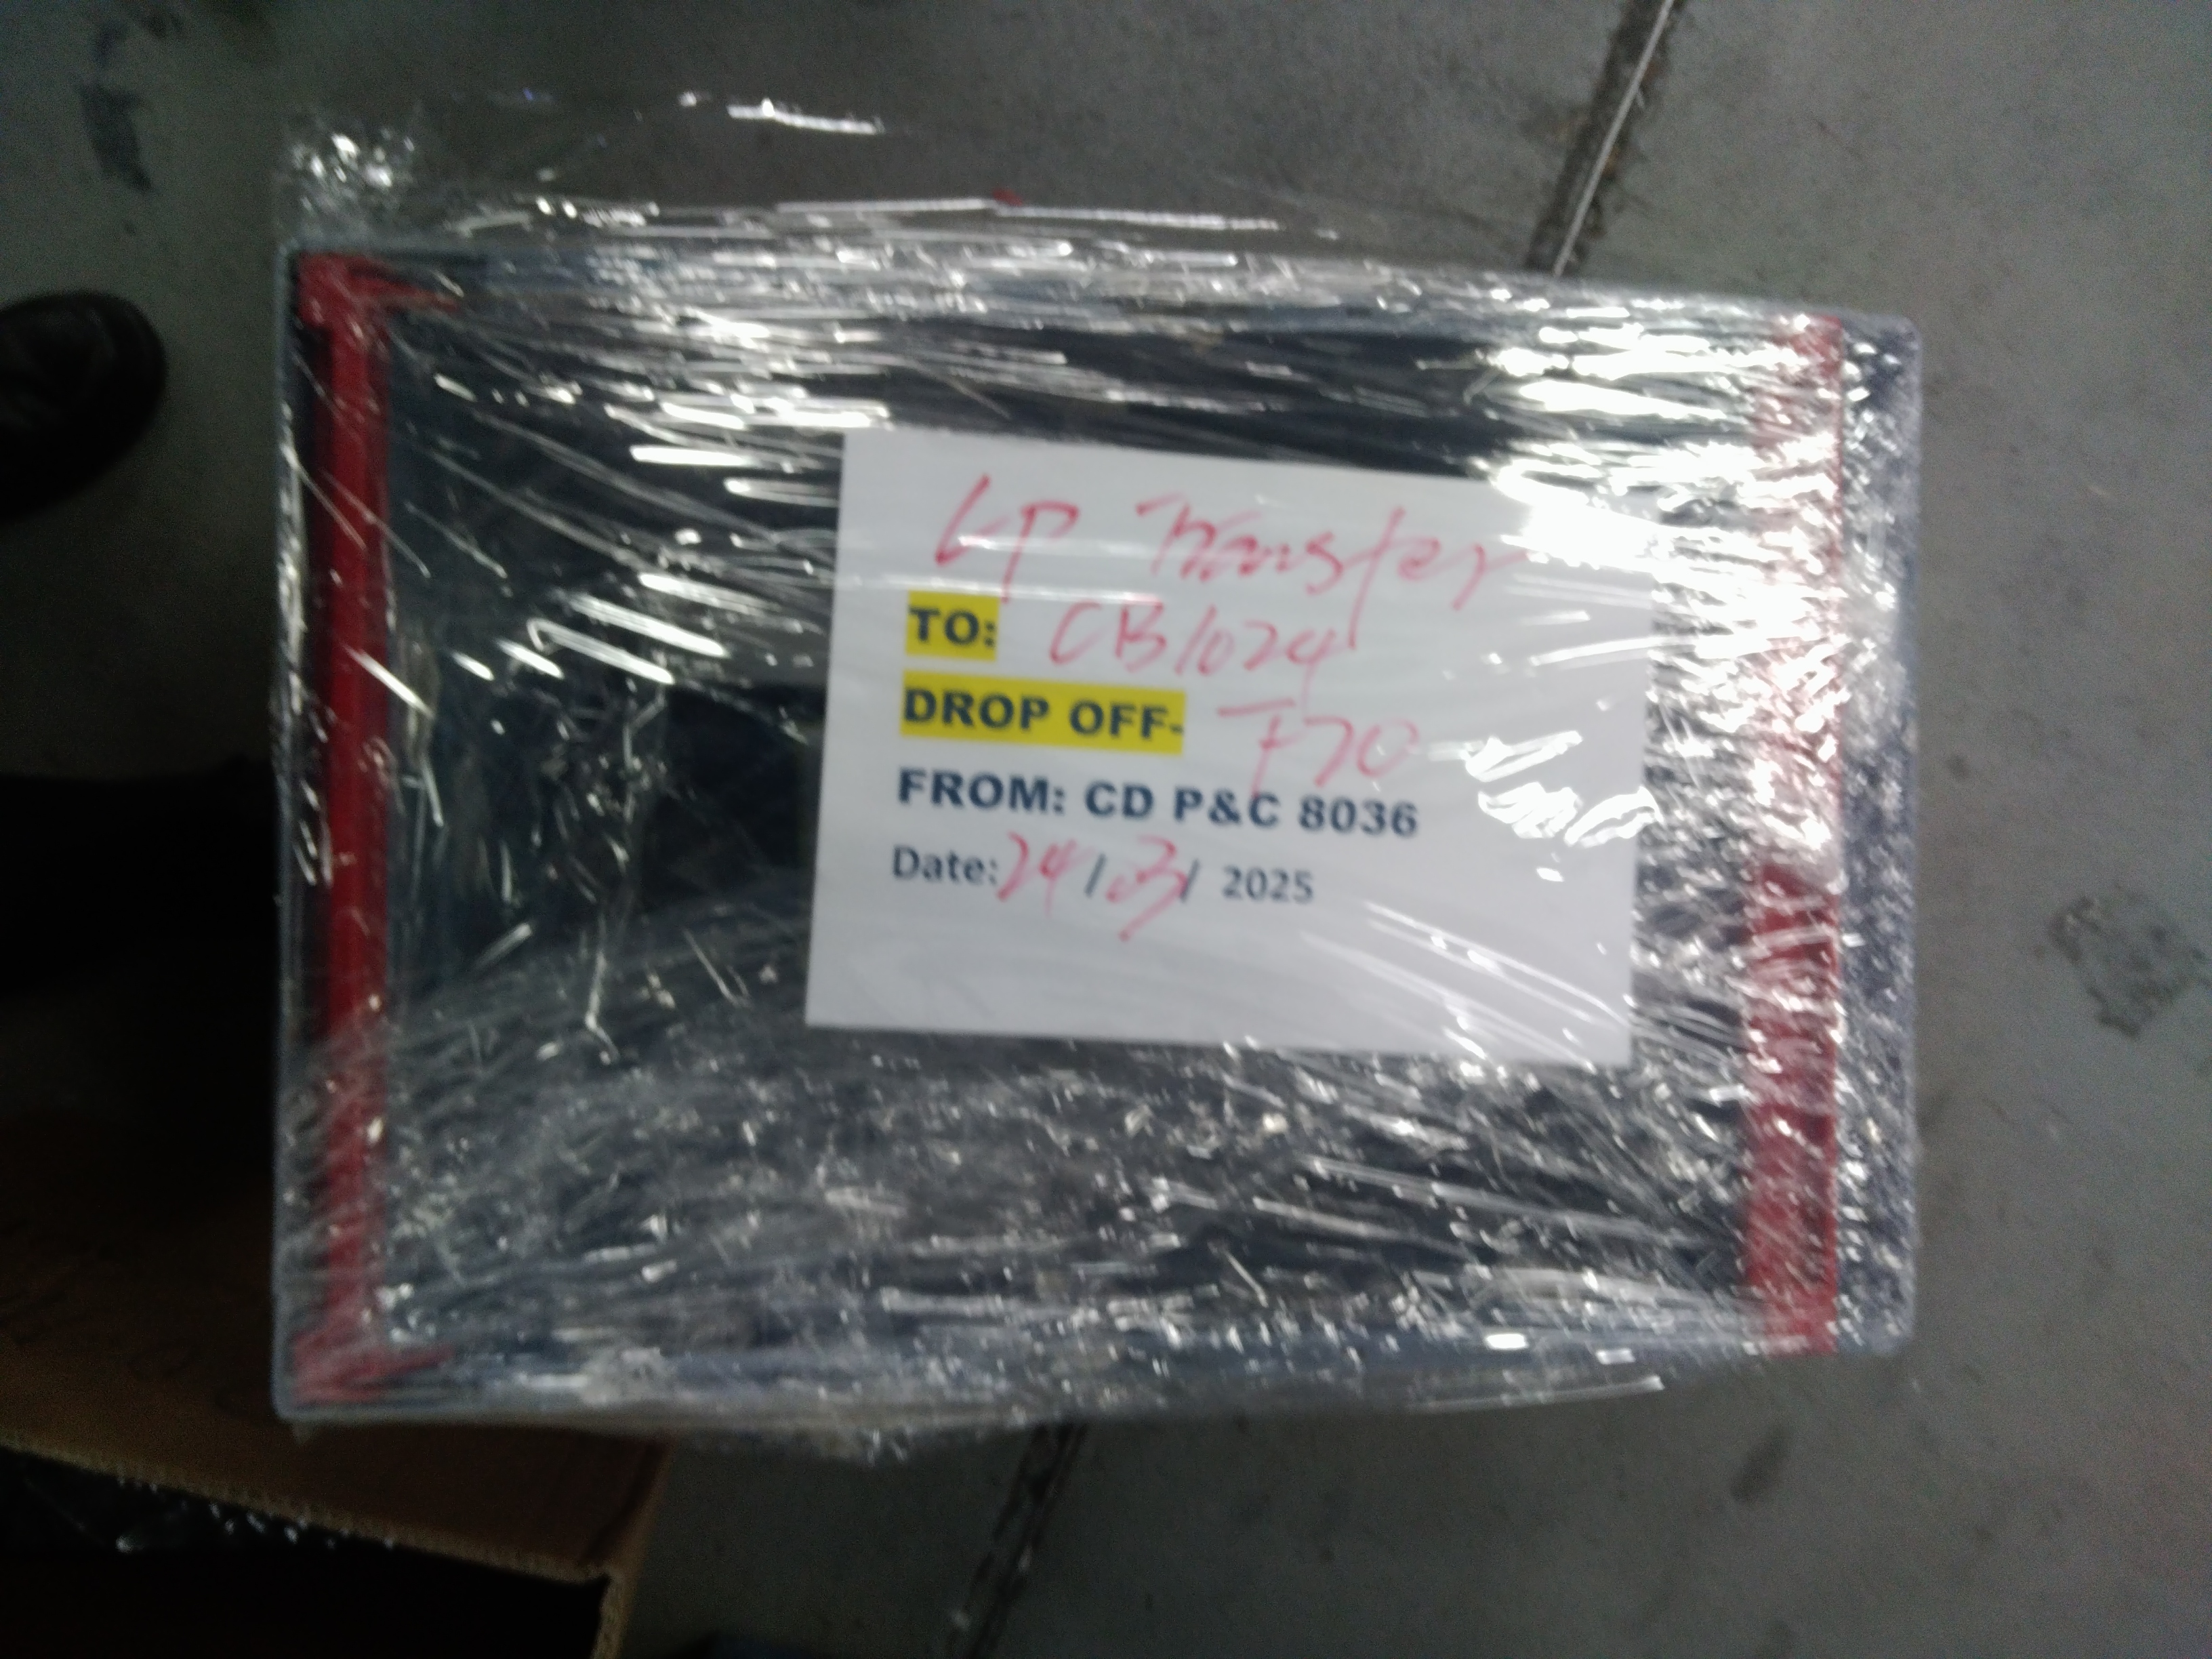 LP Transfer
TO: CB1024
DROP OFF- F70
FROM: CD P&C 8036
Date: 24/03/ 2025